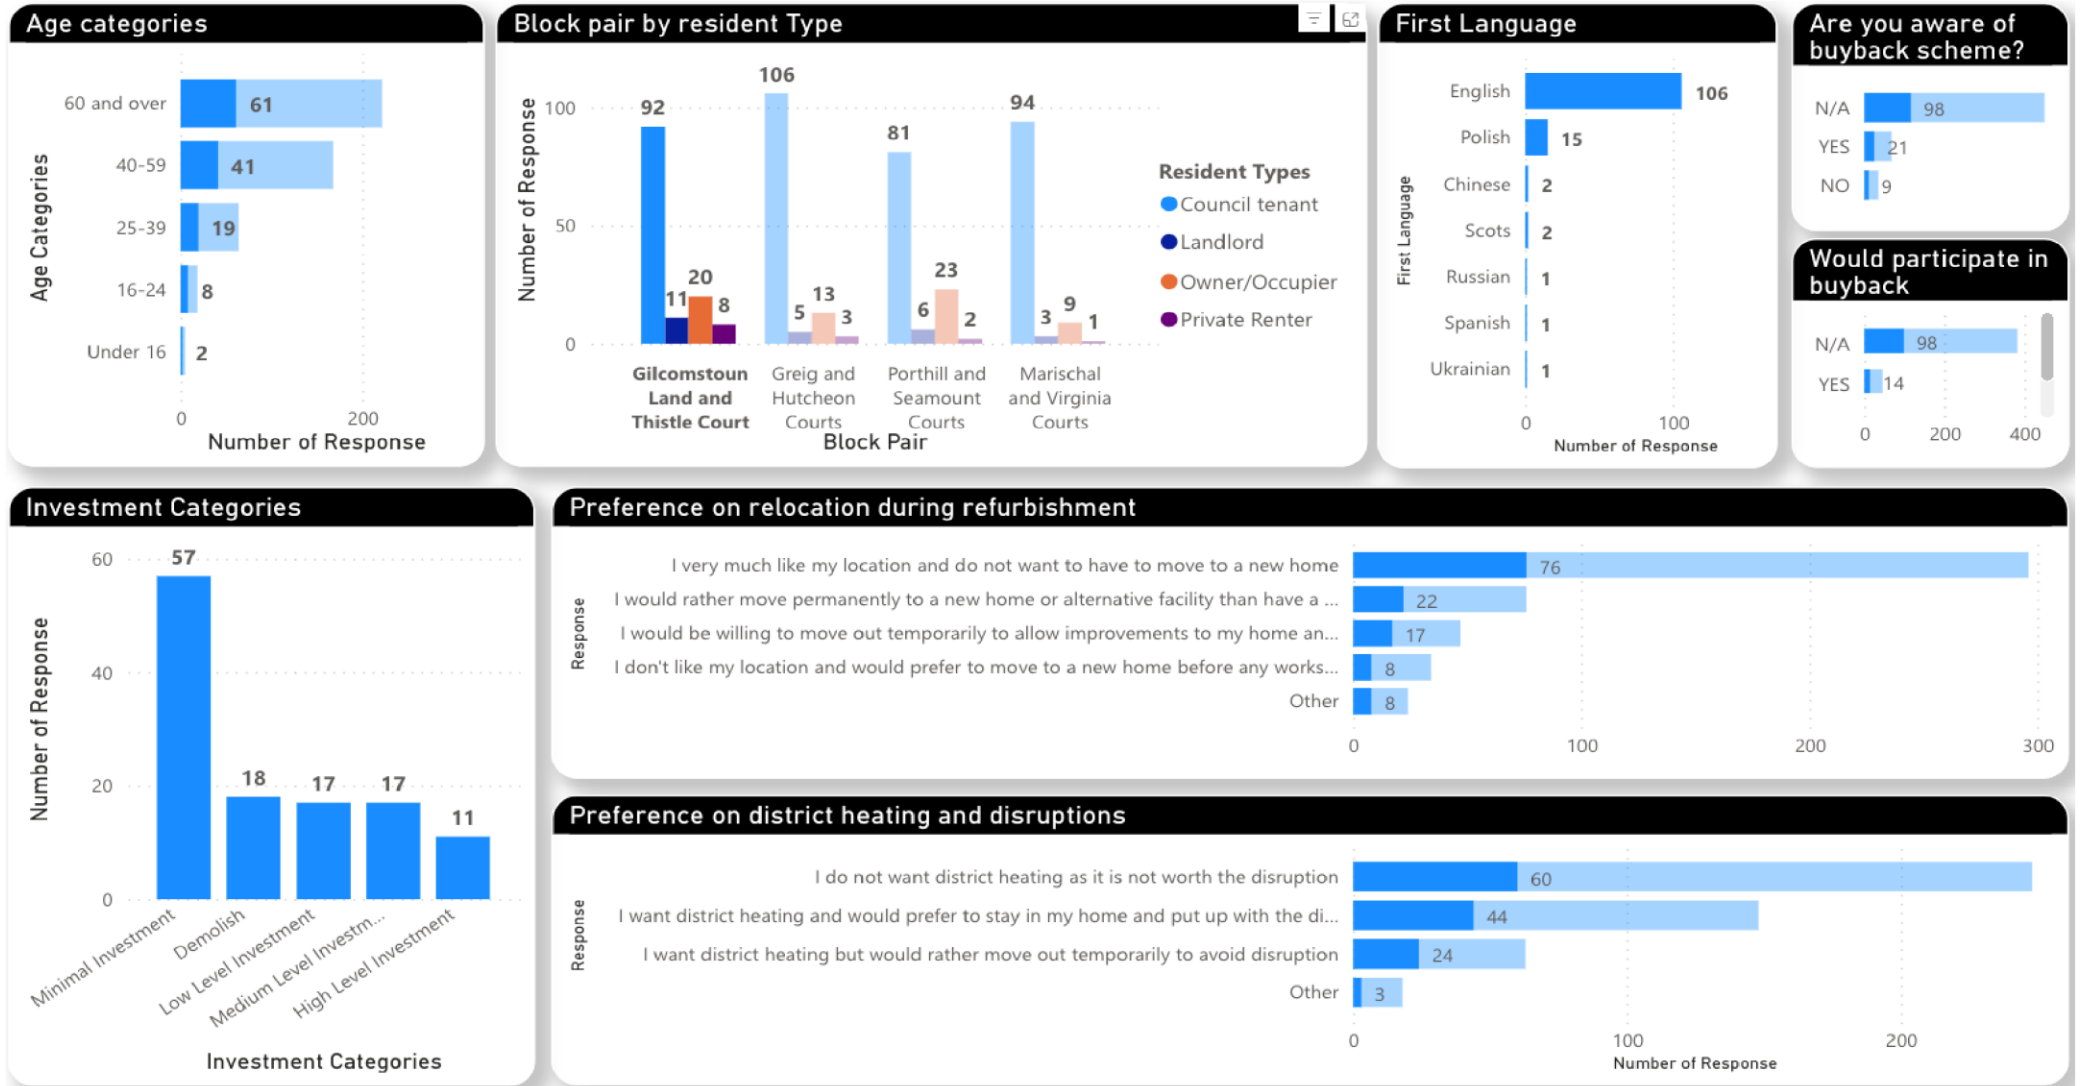 Age categories
Age Categories
60 and over
61
40-59
41
25-39
19
16-24
8
Under 16
2
0
200
Number of Response
Block pair by resident Type
Number of Response
100
50
0
92
11
20
8
106
5
13
3
81
6
23
2
94
3
9
1
Gilcomstoun
Land and
Thistle Court
Greig and
Hutcheon
Courts
Porthill and
Seamount
Courts
Marischal
and Virginia
Courts
Block Pair
Resident Types
Council tenant
Landlord
Owner/Occupier
Private Renter
First Language
First Language
English
106
Polish
15
Chinese
2
Scots
2
Russian
1
Spanish
1
Ukrainian
1
0
100
Number of Response
Are you aware of
buyback scheme?
N/A
98
YES
21
NO
9
Would participate in
buyback
N/A
98
YES
14
0
200
400
Investment Categories
Number of Response
60
40
20
0
57
18
17
17
11
Minimal Investment
Demolish
Low Level Investment
Medium Level Investm...
High Level Investment
Investment Categories
Preference on relocation during refurbishment
Response
I very much like my location and do not want to have to move to a new home
76
I would rather move permanently to a new home or alternative facility than have a ...
22
I would be willing to move out temporarily to allow improvements to my home an...
17
I don't like my location and would prefer to move to a new home before any works...
8
Other
8
0
100
200
300
Preference on district heating and disruptions
Response
I do not want district heating as it is not worth the disruption
60
I want district heating and would prefer to stay in my home and put up with the di...
44
I want district heating but would rather move out temporarily to avoid disruption
24
Other
3
0
100
200
Number of Response